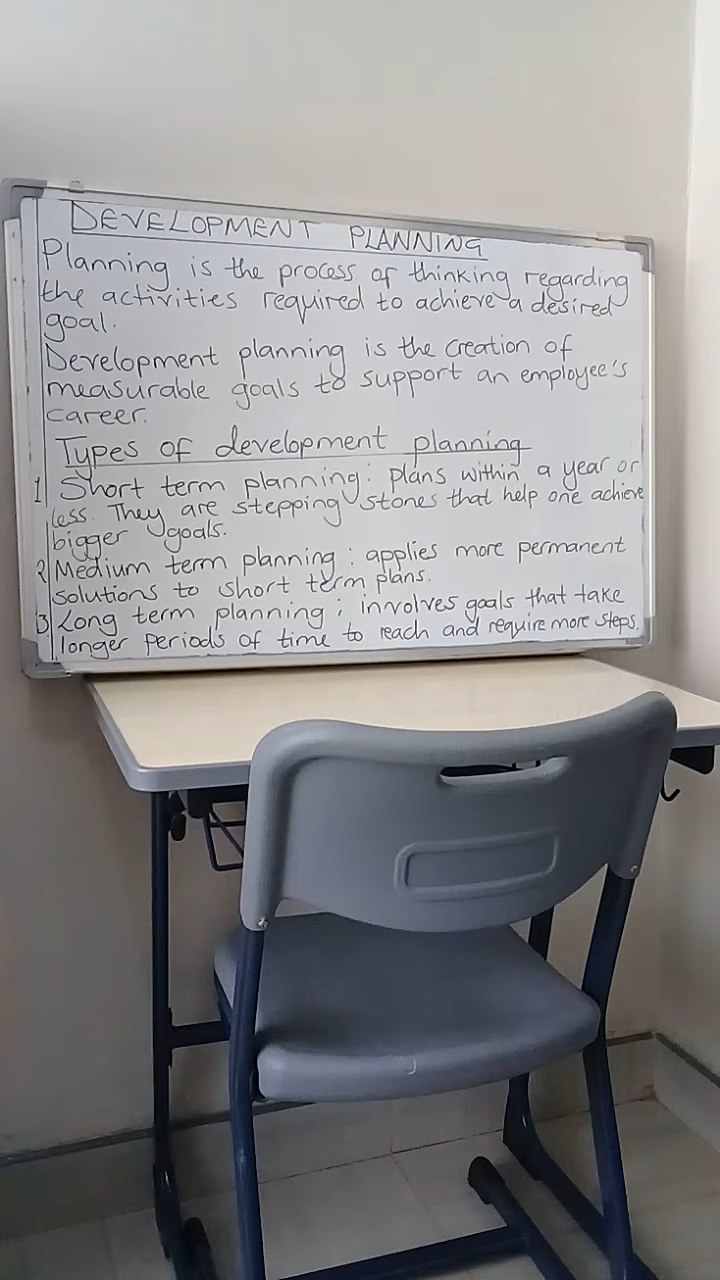 DEVELOPMENT PLANNING
Planning is the process of thinking regarding
the activities required to achieve a desired
goal.
Development planning is the creation of
measurable goals to support an employee's
career.
Types of development planning
1 Short term planning: plans within a year or
less. They are stepping stones that help one achieve
bigger goals.
2 Medium term planning: applies more permanent
solutions to short term plans.
3 Long term planning; involves goals that take
longer periods of time to reach and require more steps.